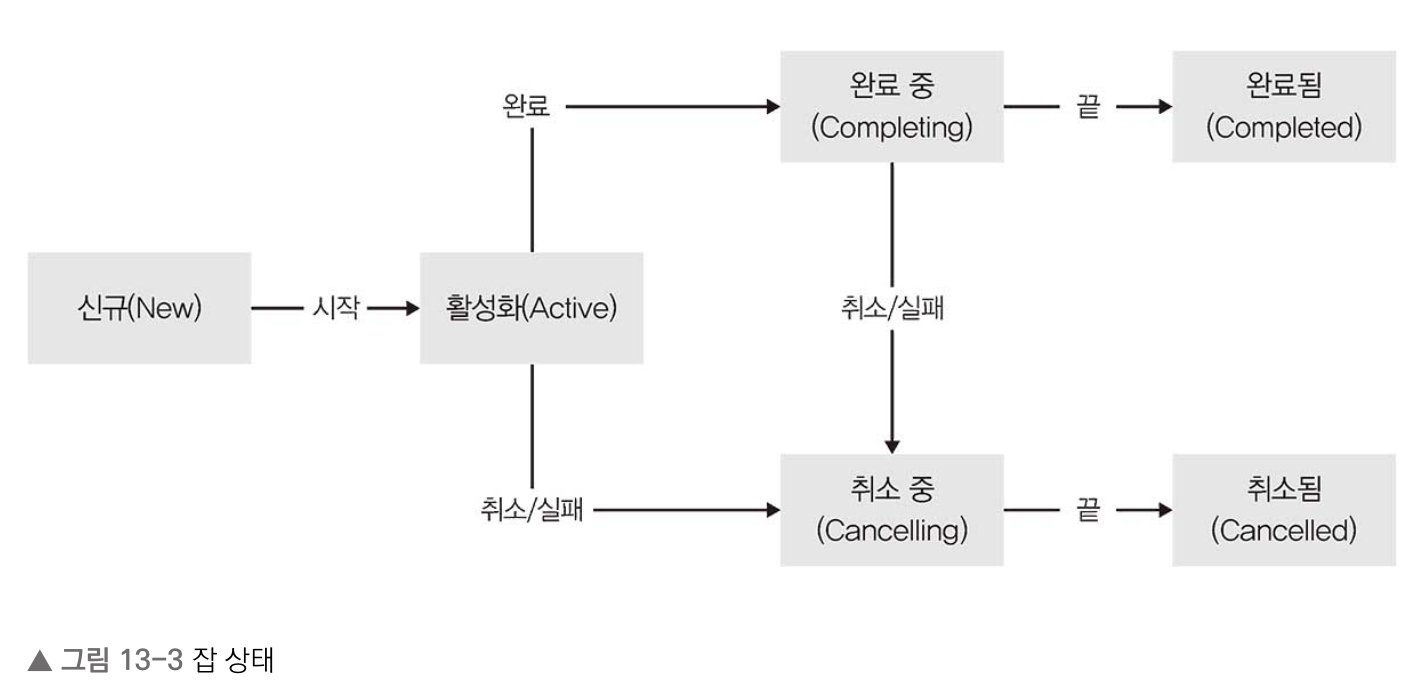 완료
완료 중
(Completing)
끝
완료됨
(Completed)
신규(New)
시작
활성화(Active)
취소/실패
취소/실패
취소 중
(Cancelling)
끝
취소됨
(Cancelled)
▲ 그림 13-3 잡 상태